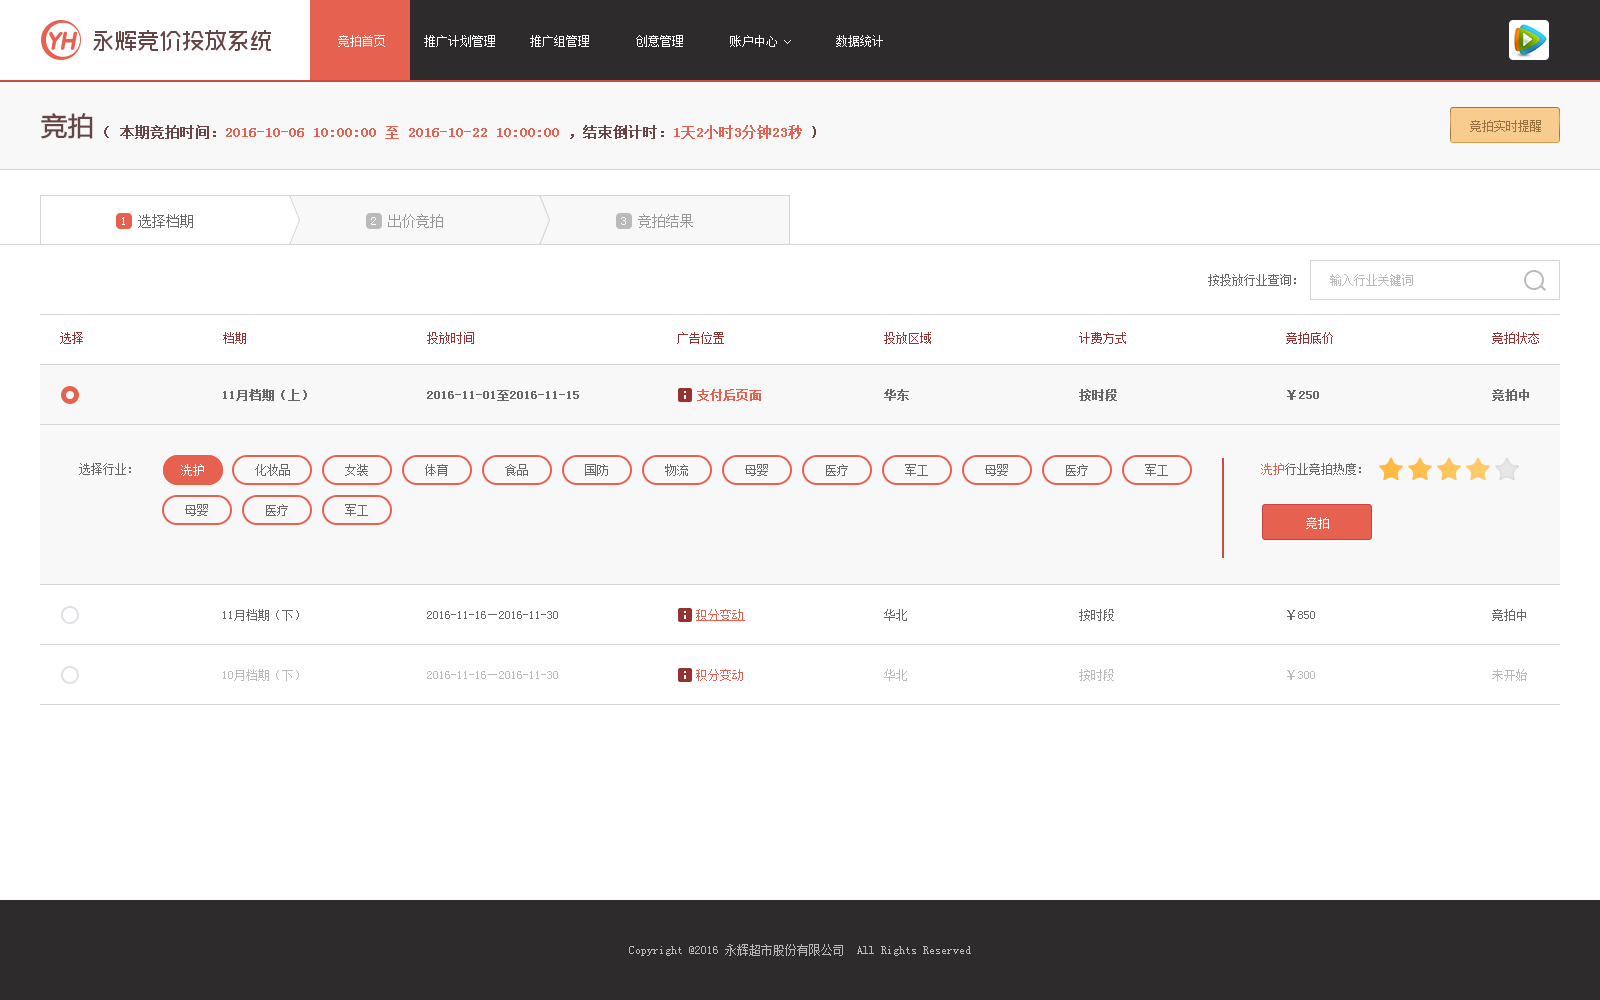 YH 永辉竞价投放系统 竞拍首页 推广计划管理 推广组管理 创意管理 账户中心 数据统计
竞拍（ 本期竞拍时间：2016-10-06 10:00:00 至 2016-10-22 10:00:00 ，结束倒计时：1天2小时3分钟23秒 ） 竞拍实时提醒
1 选择档期 2 出价竞拍 3 竞拍结果
按投放行业查询： 输入行业关键词
选择 档期 投放时间 广告位置 投放区域 计费方式 竞拍底价 竞拍状态
11月档期（上） 2016-11-01至2016-11-15 支付后页面 华东 按时段 ￥250 竞拍中
选择行业： 洗护 化妆品 女装 体育 食品 国防 物流 母婴 医疗 军工 母婴 医疗 军工 洗护行业竞拍热度：
母婴 医疗 军工 竞拍
11月档期（下） 2016-11-16一2016-11-30 积分变动 华北 按时段 ￥850 竞拍中
10月档期（下） 2016-11-16一2016-11-30 积分变动 华北 按时段 ￥300 未开始
Copyright @2016 永辉超市股份有限公司 All Rights Reserved